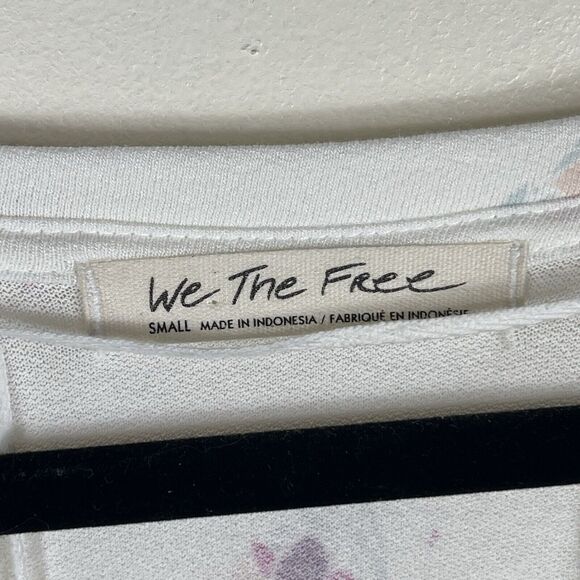 We The Free
SMALL MADE IN INDONESIA / FABRIQUÉ EN INDONÉSIE